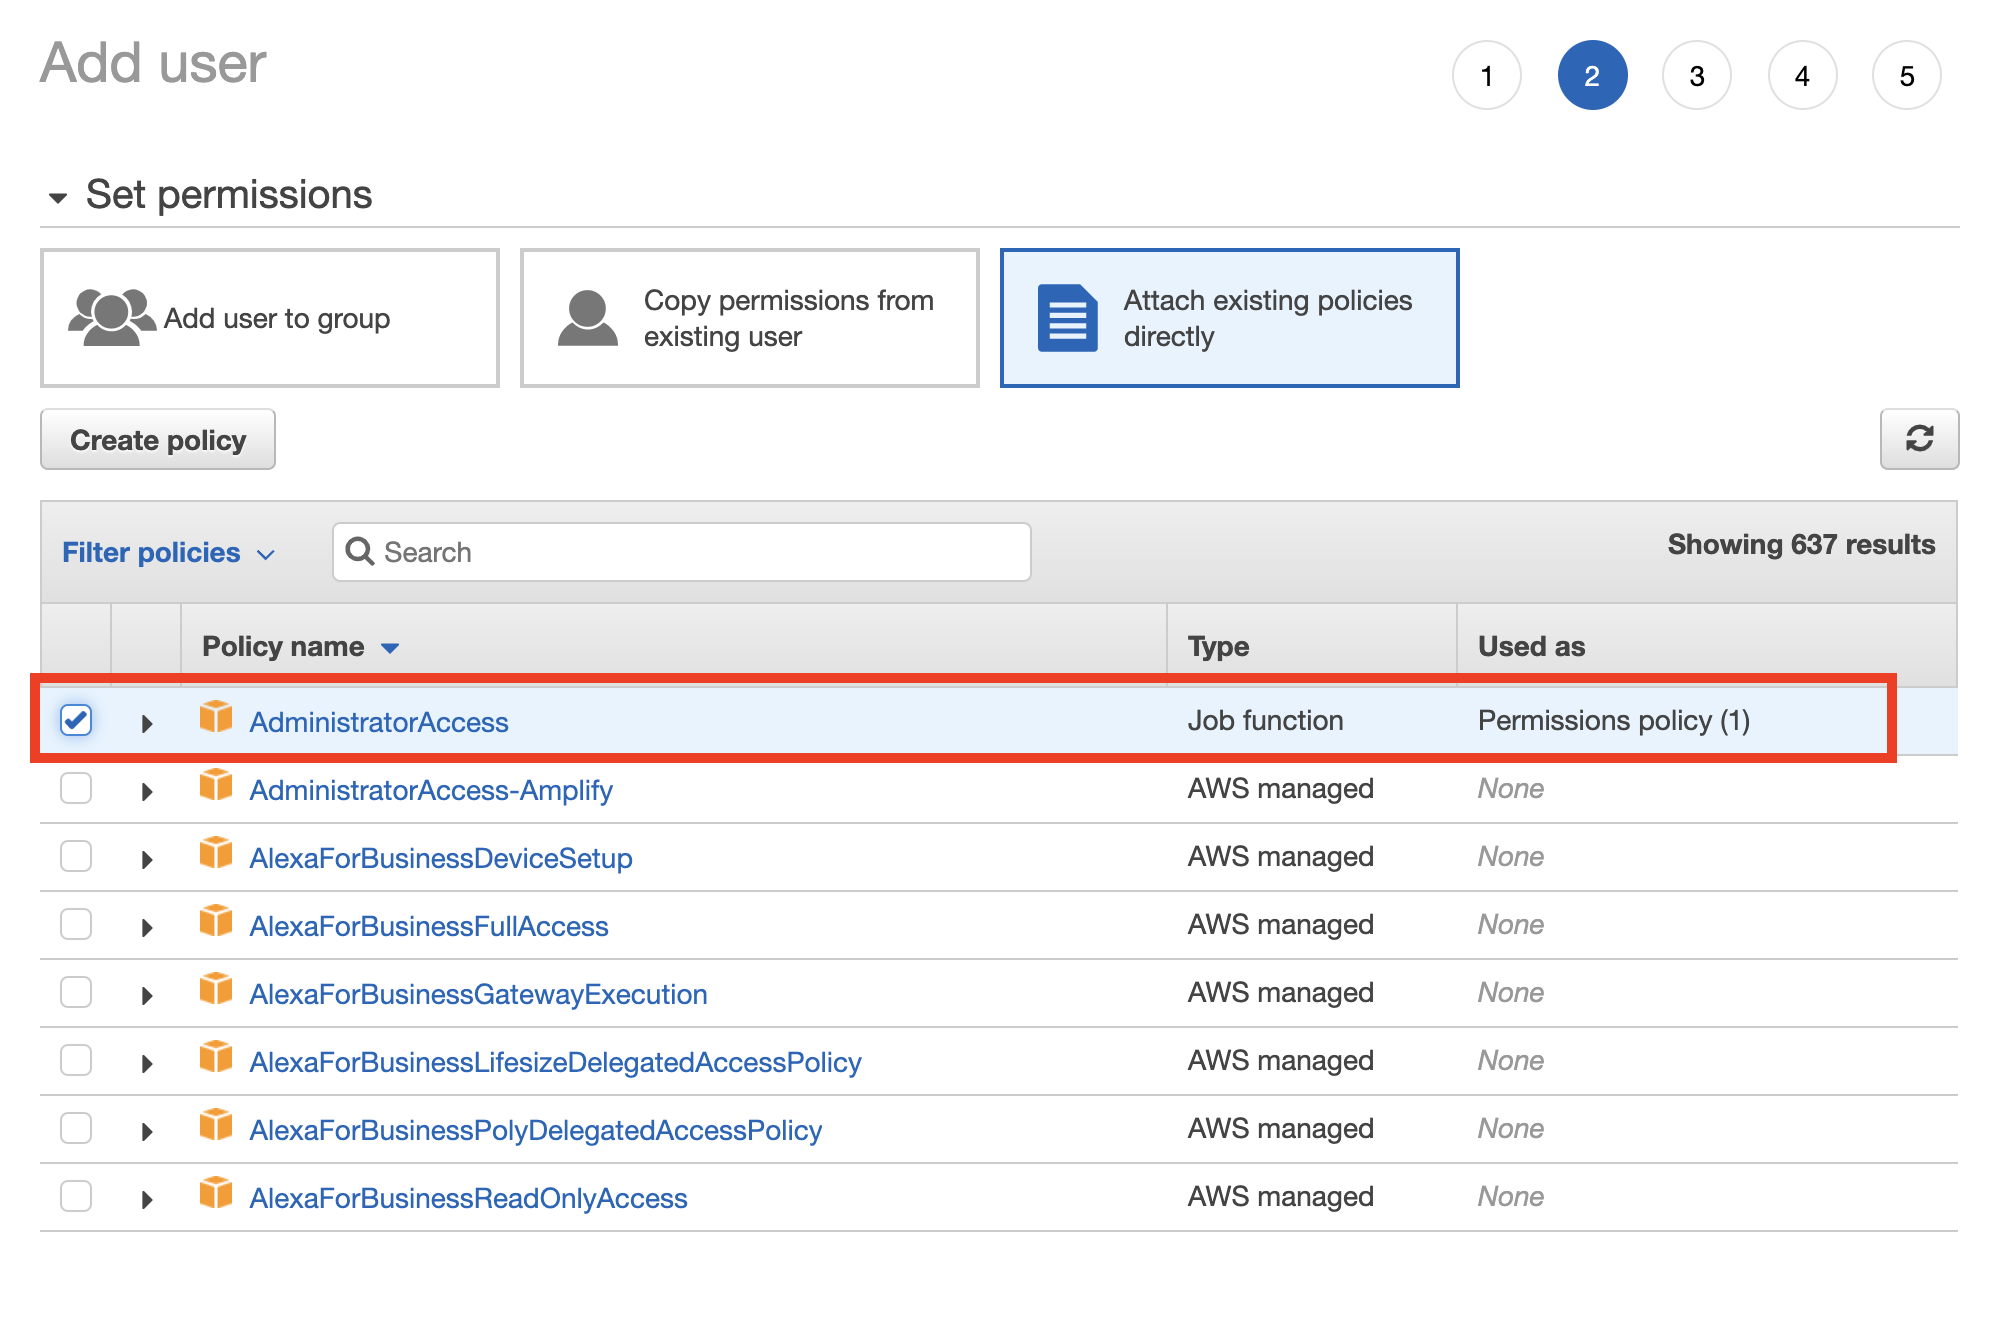 Add user
1 2 3 4 5
Set permissions
Add user to group
Copy permissions from
existing user
Attach existing policies
directly
Create policy
Filter policies Search Showing 637 results
Policy name Type Used as
AdministratorAccess Job function Permissions policy (1)
AdministratorAccess-Amplify AWS managed None
AlexaForBusinessDeviceSetup AWS managed None
AlexaForBusinessFullAccess AWS managed None
AlexaForBusinessGatewayExecution AWS managed None
AlexaForBusinessLifesizeDelegatedAccessPolicy AWS managed None
AlexaForBusinessPolyDelegatedAccessPolicy AWS managed None
AlexaForBusinessReadOnlyAccess AWS managed None